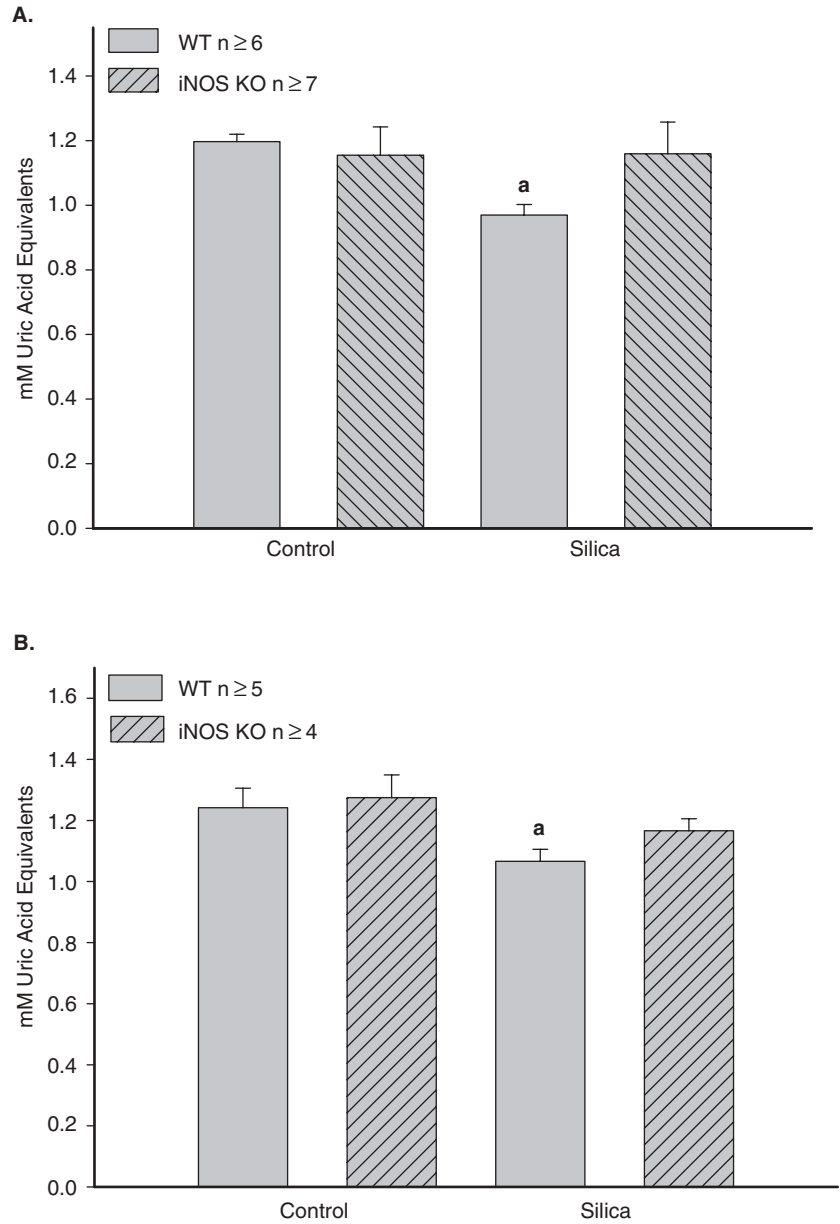 A.
WT n ≥ 6
iNOS KO n ≥ 7
mM Uric Acid Equivalents
1.4
1.2
1.0
0.8
0.6
0.4
0.2
0.0
a
Control
Silica
B.
WT n ≥ 5
iNOS KO n ≥ 4
mM Uric Acid Equivalents
1.6
1.4
1.2
1.0
0.8
0.6
0.4
0.2
0.0
a
Control
Silica